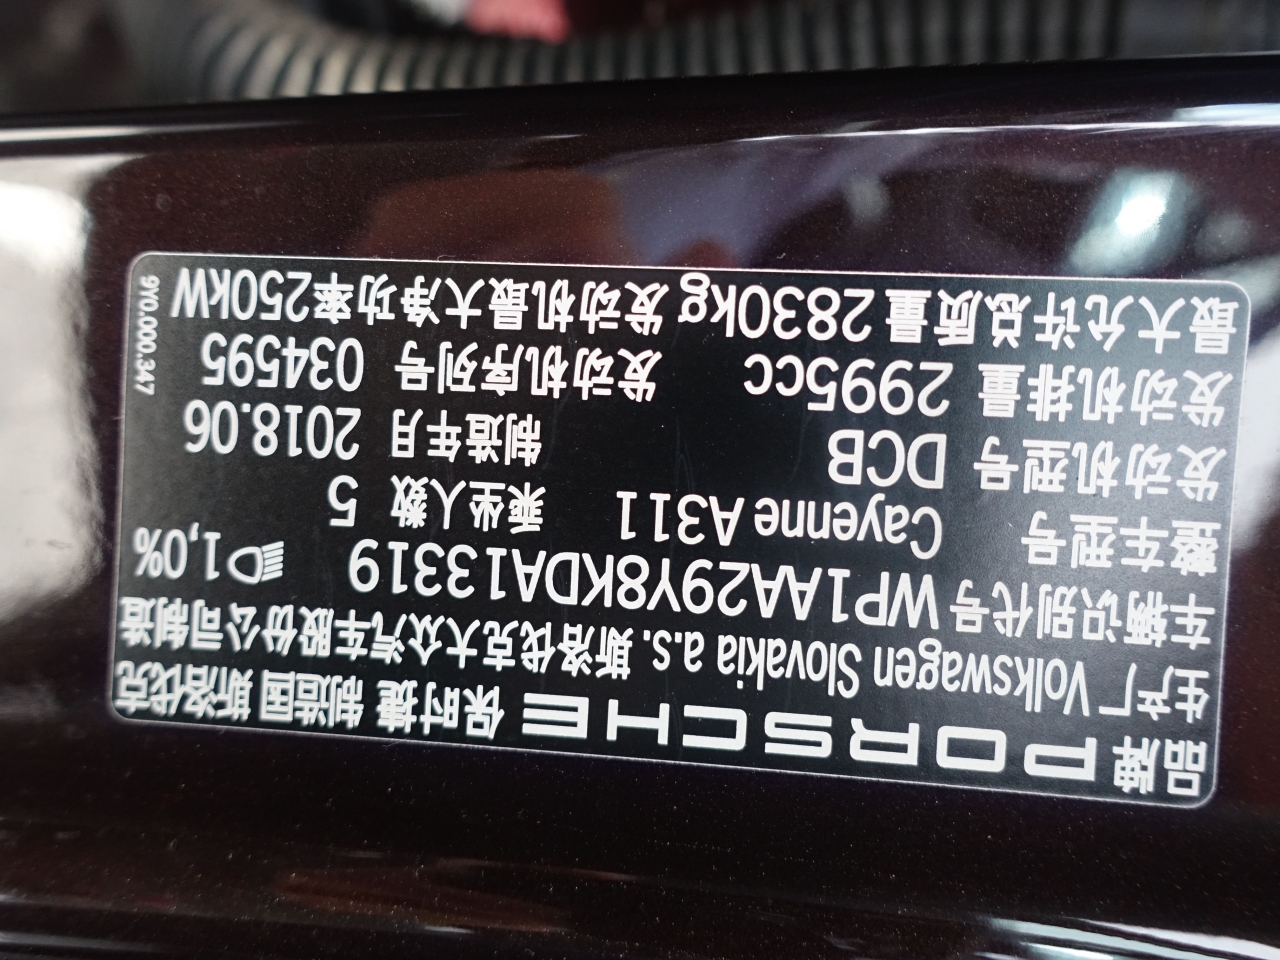 品牌 PORSCHE 保时捷 制造国 斯洛伐克
生产厂 Volkswagen Slovakia a.s. 斯洛伐克大众汽车股份公司制造
车辆识别代号 WP1AA29Y8KDA13319 1,0%
整车型号 Cayenne A311 乘坐人数 5
发动机型号 DCB 制造年月 2018.06
发动机排量 2995cc 发动机序列号 034595
最大允许总质量 2830kg 发动机最大净功率 250kW
9Y0.000.347